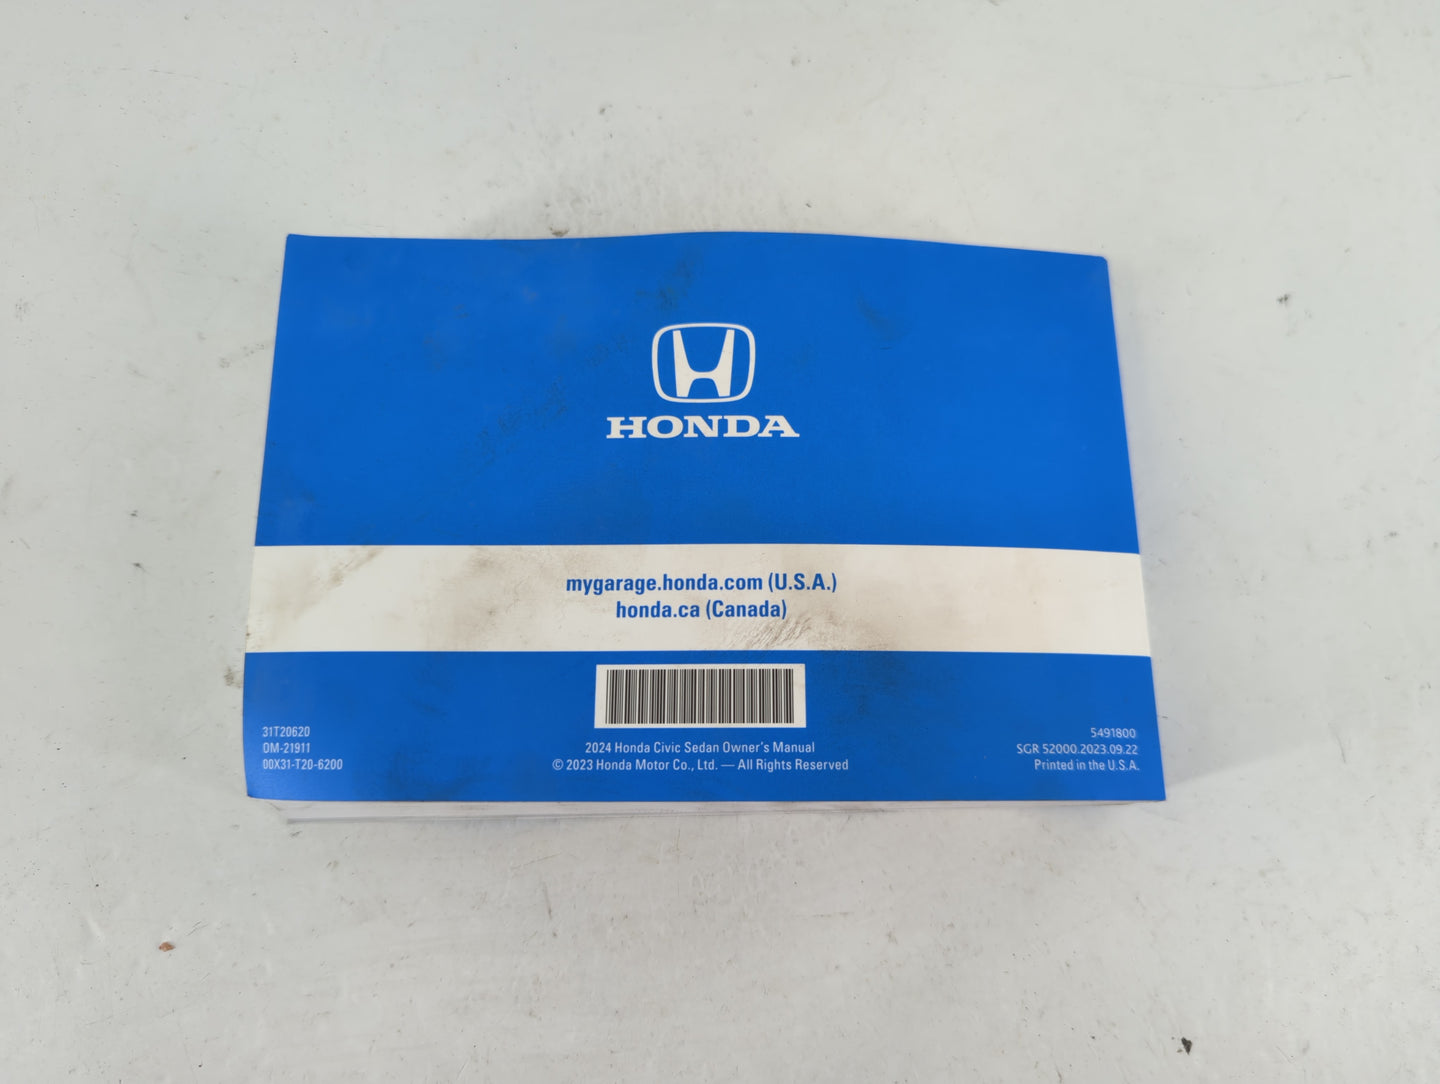 HONDA
mygarage.honda.com (U.S.A.)
honda.ca (Canada)
31T20620
OM-21911
00X31-T20-6200
2024 Honda Civic Sedan Owner's Manual
© 2023 Honda Motor Co., Ltd. — All Rights Reserved
5491800
SGR 52000.2023.09.22
Printed in the U.S.A.